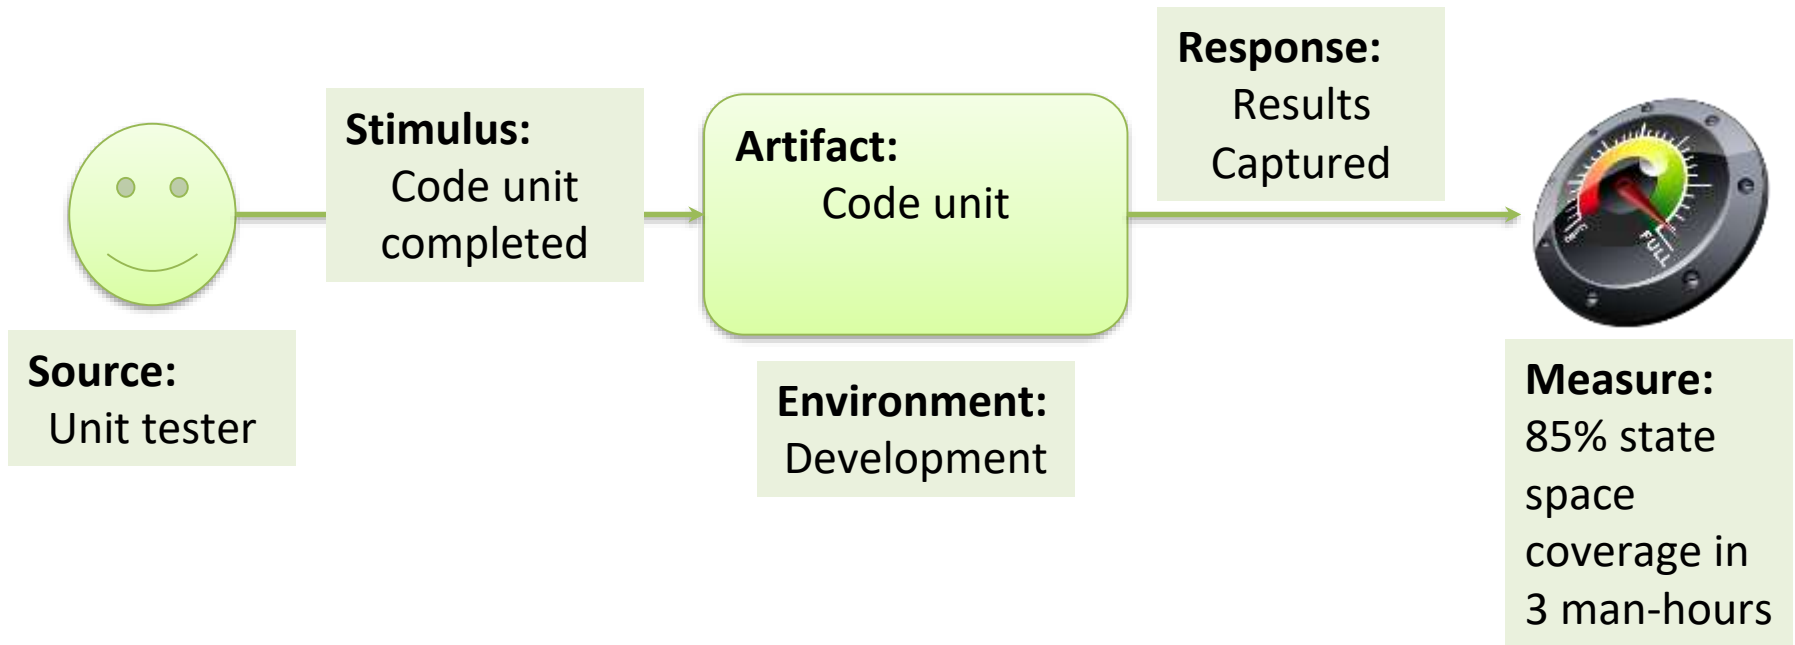 Source:
Unit tester
Stimulus:
Code unit
completed
Artifact:
Code unit
Environment:
Development
Response:
Results
Captured
FULL
Measure:
85% state
space
coverage in
3 man-hours